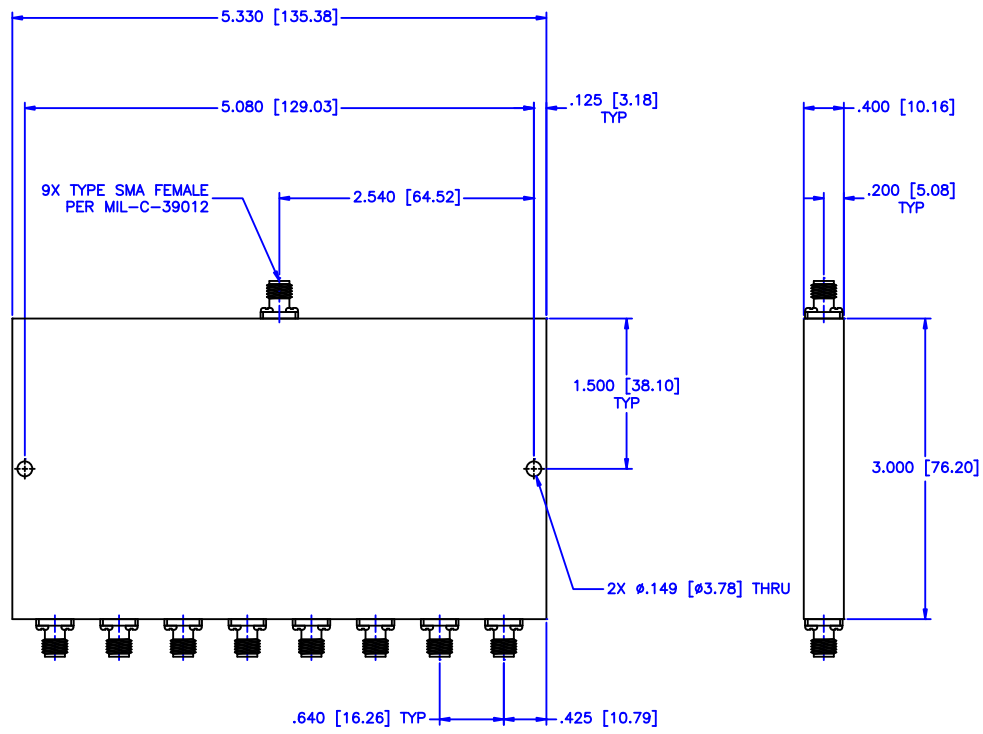 5.330 [135.38]
5.080 [129.03]
.125 [3.18]
TYP
.400 [10.16]
9X TYPE SMA FEMALE
PER MIL-C-39012
2.540 [64.52]
.200 [5.08]
TYP
1.500 [38.10]
TYP
3.000 [76.20]
2X ø.149 [ø3.78] THRU
.640 [16.26] TYP
.425 [10.79]